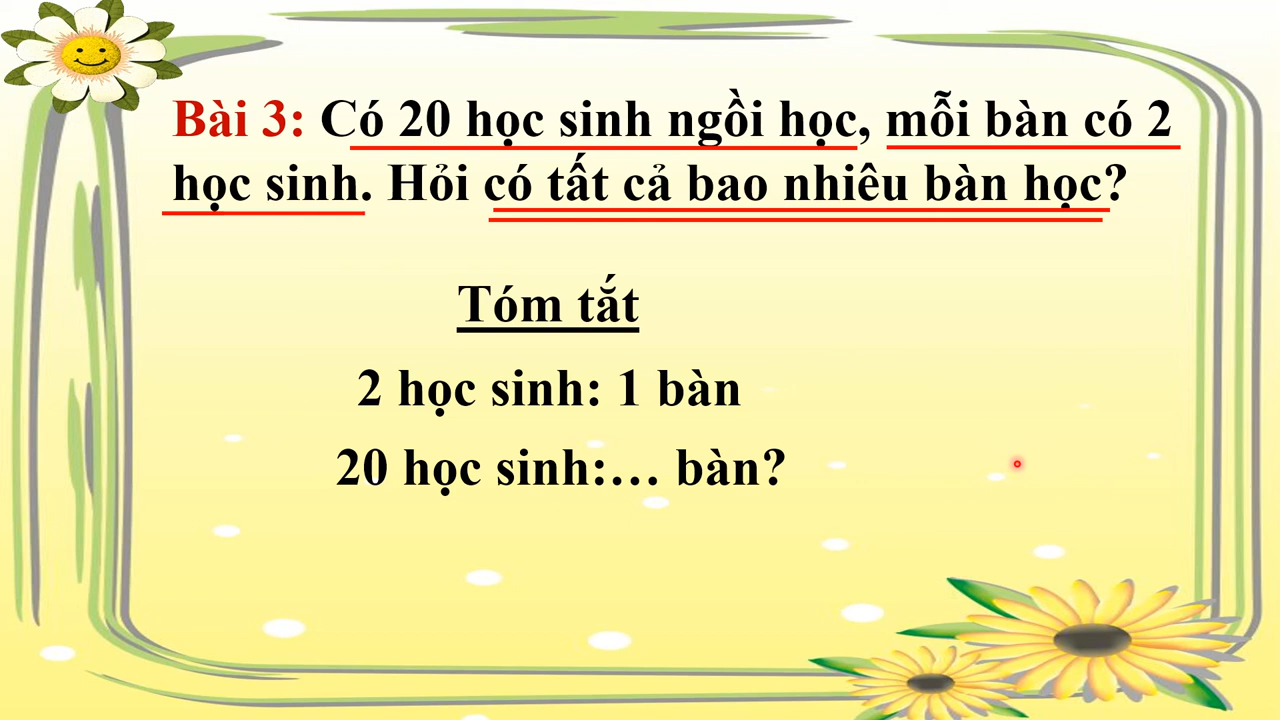 Bài 3: Có 20 học sinh ngồi học, mỗi bàn có 2
học sinh. Hỏi có tất cả bao nhiêu bàn học?
Tóm tắt
2 học sinh: 1 bàn
20 học sinh:... bàn?